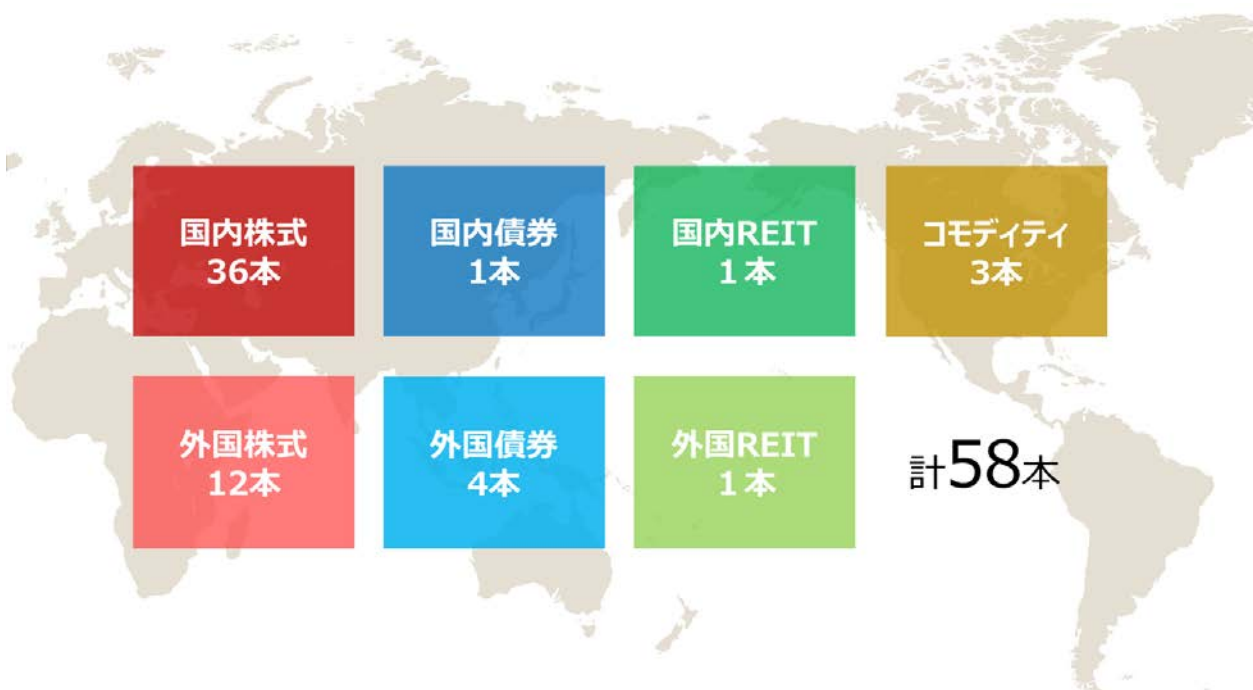 国内株式
36本
国内債券
1本
国内REIT
1本
コモディティ
3本
外国株式
12本
外国債券
4本
外国REIT
1本
計58本